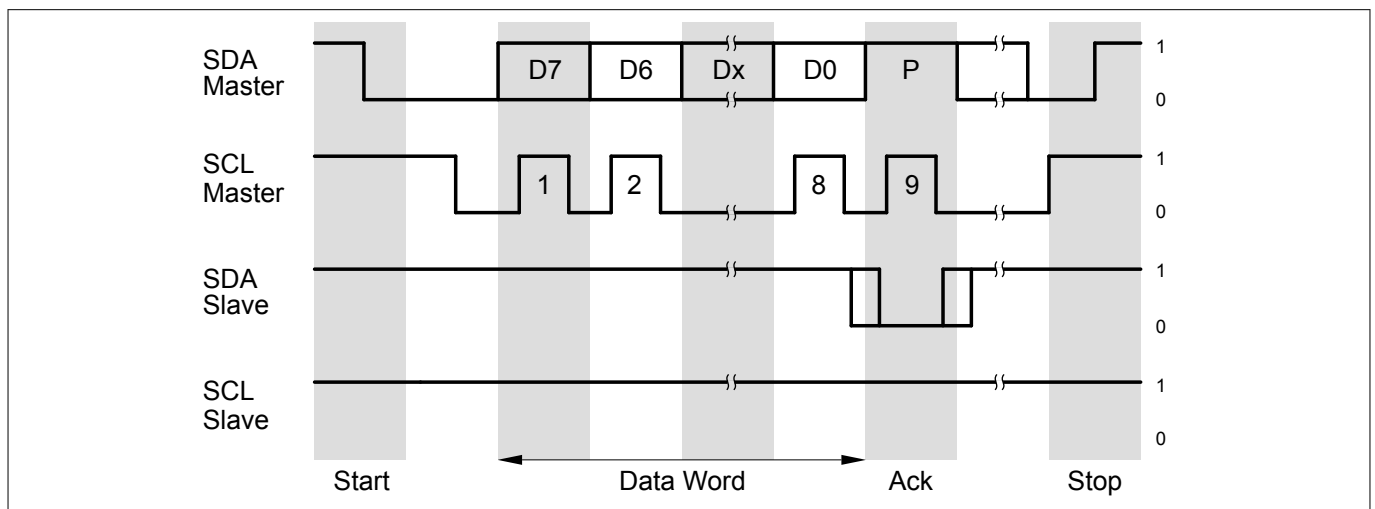 SDA
Master
D7 D6 Dx D0 P
1
0
SCL
Master
1 2 8 9
1
0
SDA
Slave
1
0
SCL
Slave
1
0
Start Data Word Ack Stop